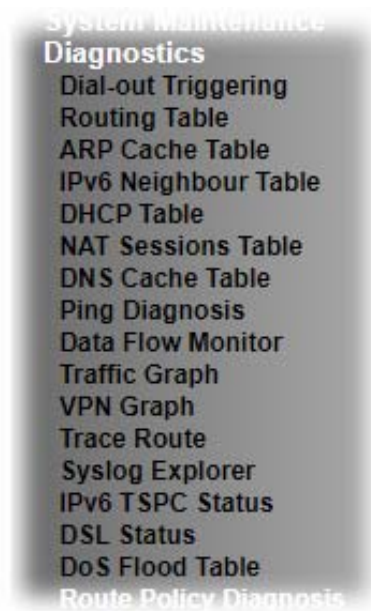 System Maintenance
Diagnostics
Dial-out Triggering
Routing Table
ARP Cache Table
IPv6 Neighbour Table
DHCP Table
NAT Sessions Table
DNS Cache Table
Ping Diagnosis
Data Flow Monitor
Traffic Graph
VPN Graph
Trace Route
Syslog Explorer
IPv6 TSPC Status
DSL Status
DoS Flood Table
Route Policy Diagnosis